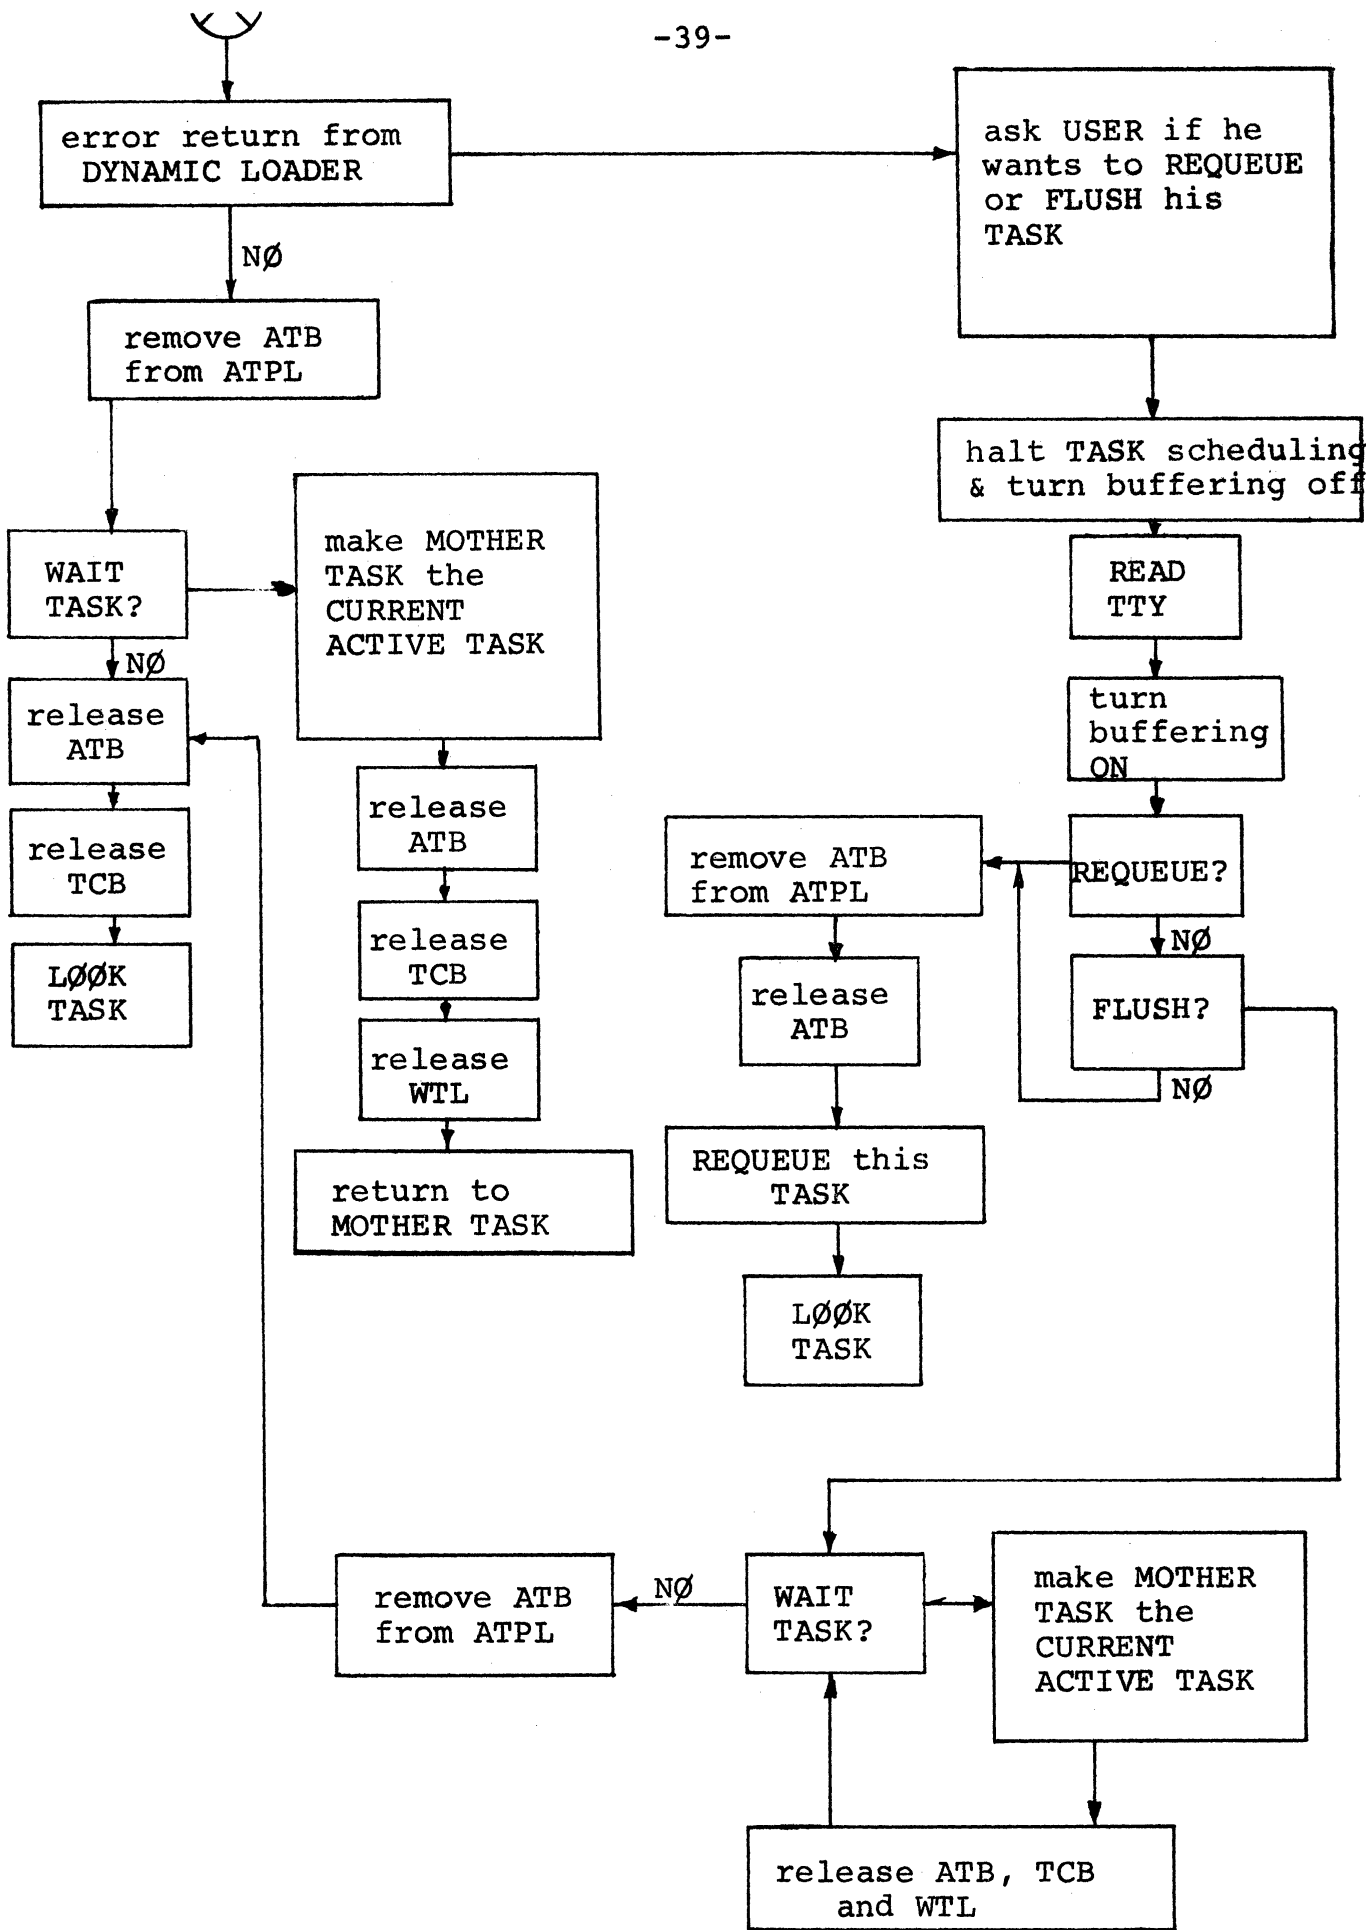 -39-
error return from
DYNAMIC LOADER
ask USER if he
wants to REQUEUE
or FLUSH his
TASK
NØ
remove ATB
from ATPL
halt TASK scheduling
& turn buffering off
WAIT
TASK?
make MOTHER
TASK the
CURRENT
ACTIVE TASK
READ
TTY
NØ
release
ATB
turn
buffering
ON
release
TCB
release
ATB
remove ATB
from ATPL
REQUEUE?
NØ
LØØK
TASK
release
TCB
release
ATB
FLUSH?
NØ
release
WTL
REQUEUE this
TASK
return to
MOTHER TASK
LØØK
TASK
remove ATB
from ATPL
NØ
WAIT
TASK?
make MOTHER
TASK the
CURRENT
ACTIVE TASK
release ATB, TCB
and WTL